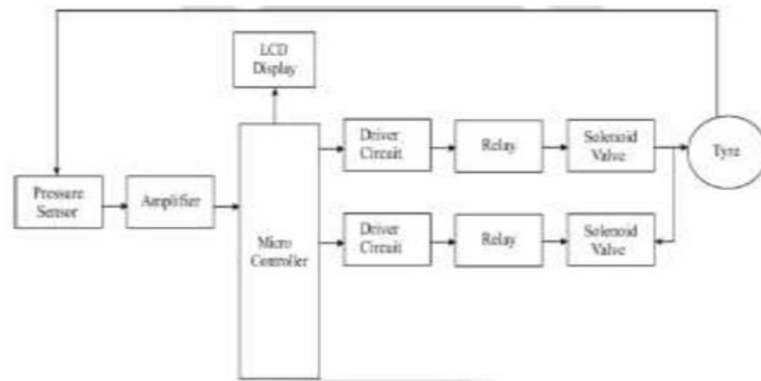 LCD
Display
Driver
Circuit
Relay
Solenoid
Valve
Tyre
Pressure
Sensor
Amplifier
Micro
Controller
Driver
Circuit
Relay
Solenoid
Valve